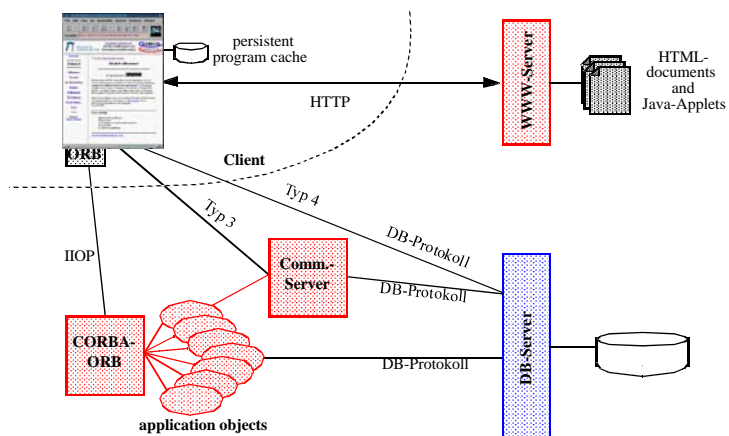 persistent
program cache
HTTP
WWW-Server
HTML-
documents
and
Java-Applets
ORB
Client
Typ 4
Typ 3
DB-Protokoll
IIOP
Comm.-
Server
DB-Protokoll
DB-Server
CORBA-
ORB
DB-Protokoll
application objects